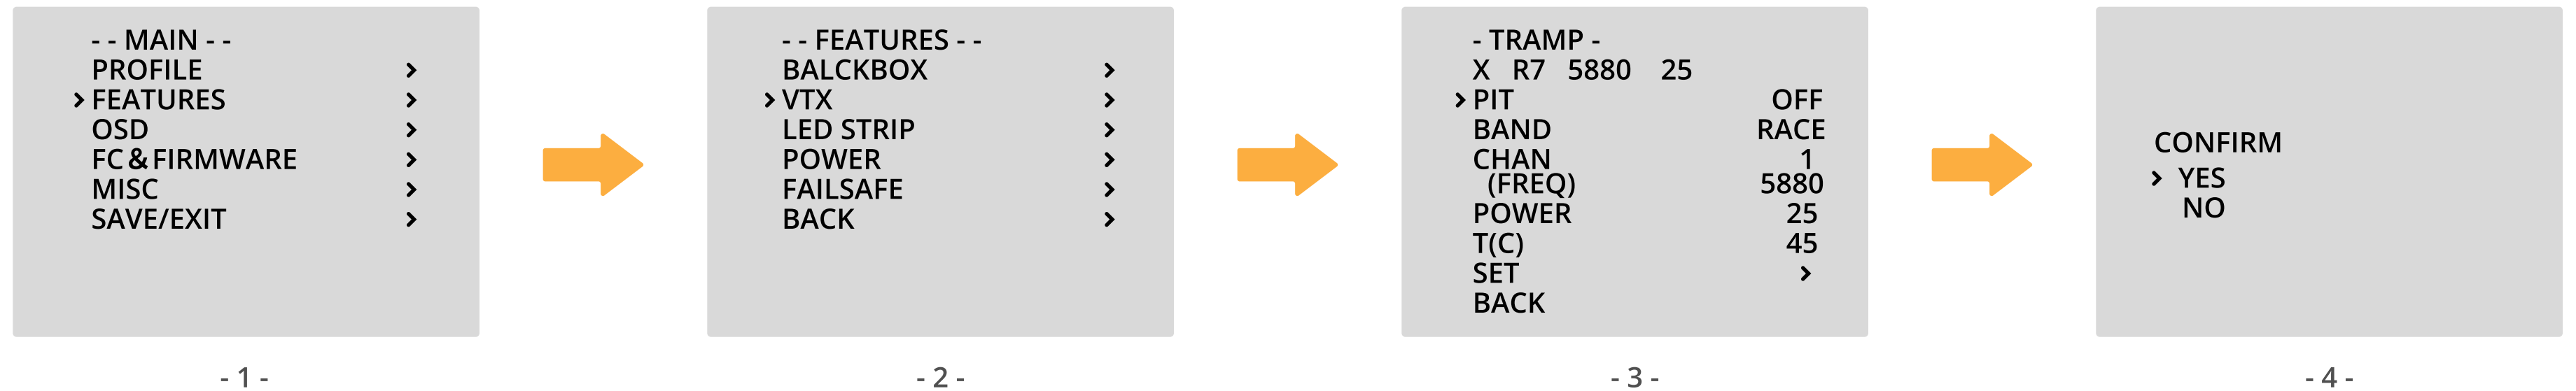 - - MAIN - -
PROFILE >
> FEATURES >
OSD >
FC & FIRMWARE >
MISC >
SAVE/EXIT >
- 1 -
- - FEATURES - -
BALCKBOX >
> VTX >
LED STRIP >
POWER >
FAILSAFE >
BACK >
- 2 -
- TRAMP -
X R7 5880 25
> PIT OFF
BAND RACE
CHAN 1
(FREQ) 5880
POWER 25
T(C) 45
SET >
BACK
- 3 -
CONFIRM
> YES
NO
- 4 -